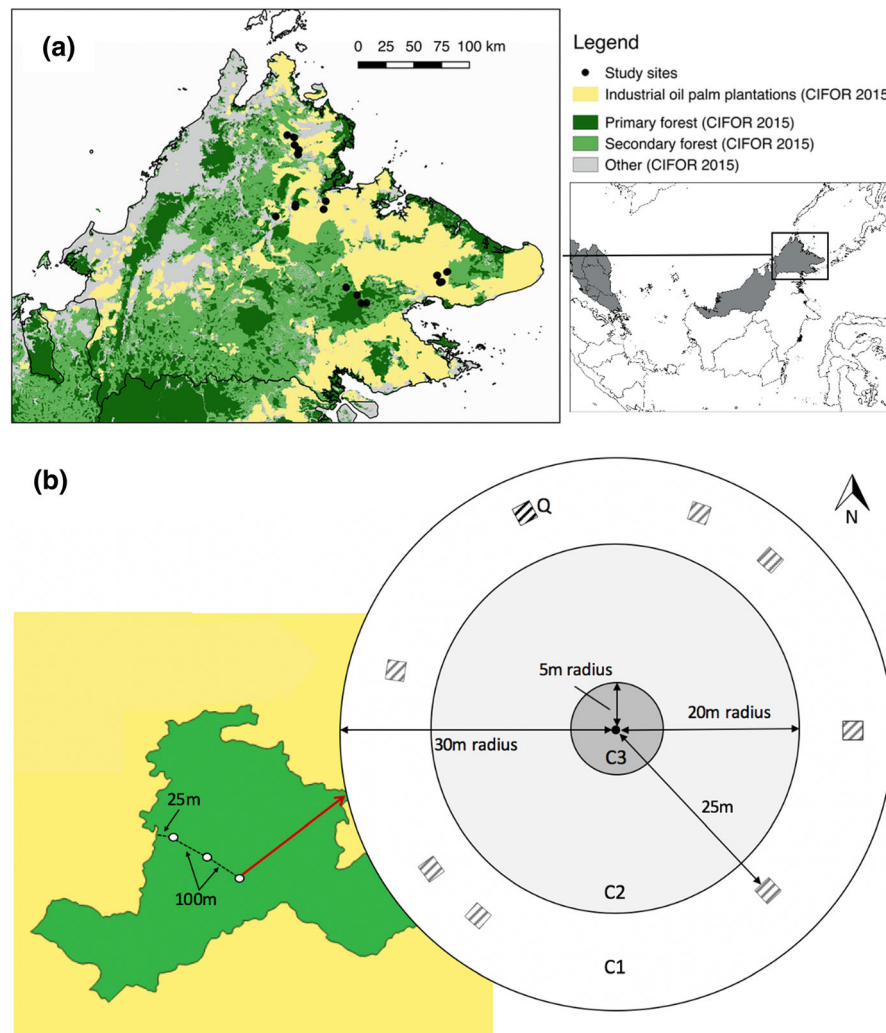 (a)
0 25 50 75 100 km
Legend
Study sites
Industrial oil palm plantations (CIFOR 2015
Primary forest (CIFOR 2015)
Secondary forest (CIFOR 2015)
Other (CIFOR 2015)
(b)
Q
N
5m radius
20m radius
30m radius
C3
25m
25m
100m
C2
C1